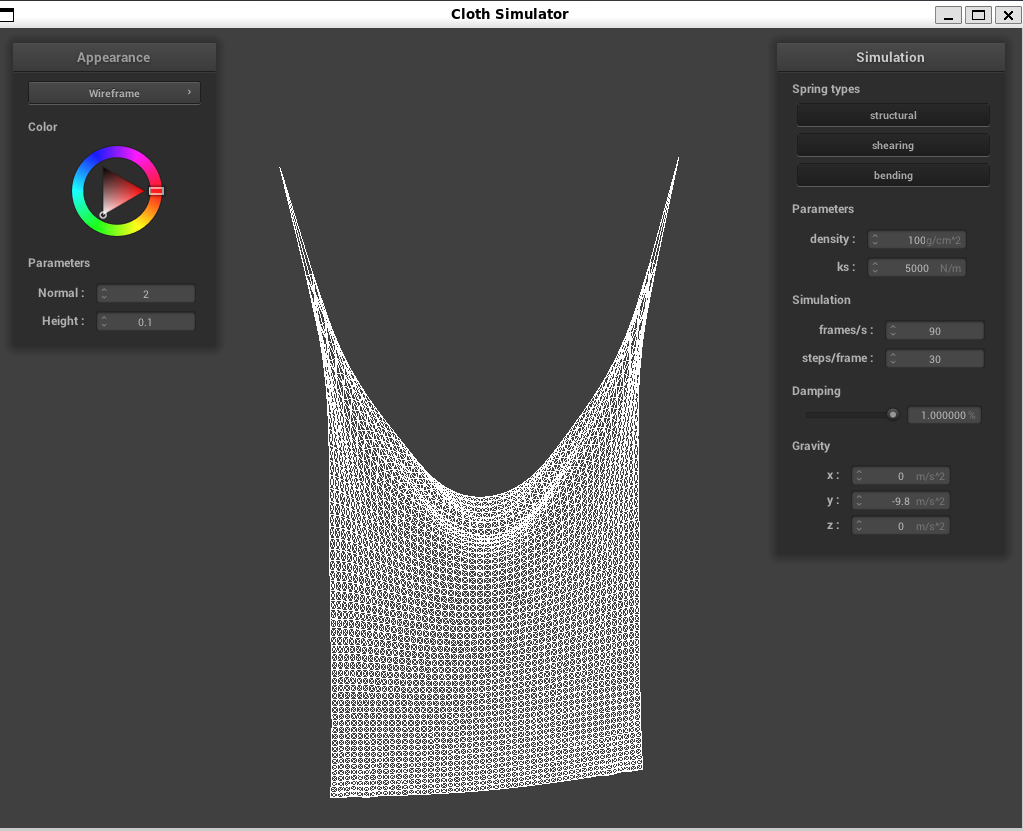 Cloth Simulator
Appearance
Wireframe
Color
Parameters
Normal : 2
Height : 0.1
Simulation
Spring types
structural
shearing
bending
Parameters
density : 100g/cm^2
ks : 5000 N/m
Simulation
frames/s : 90
steps/frame : 30
Damping
1.000000 %
Gravity
x : 0 m/s^2
y : -9.8 m/s^2
z : 0 m/s^2